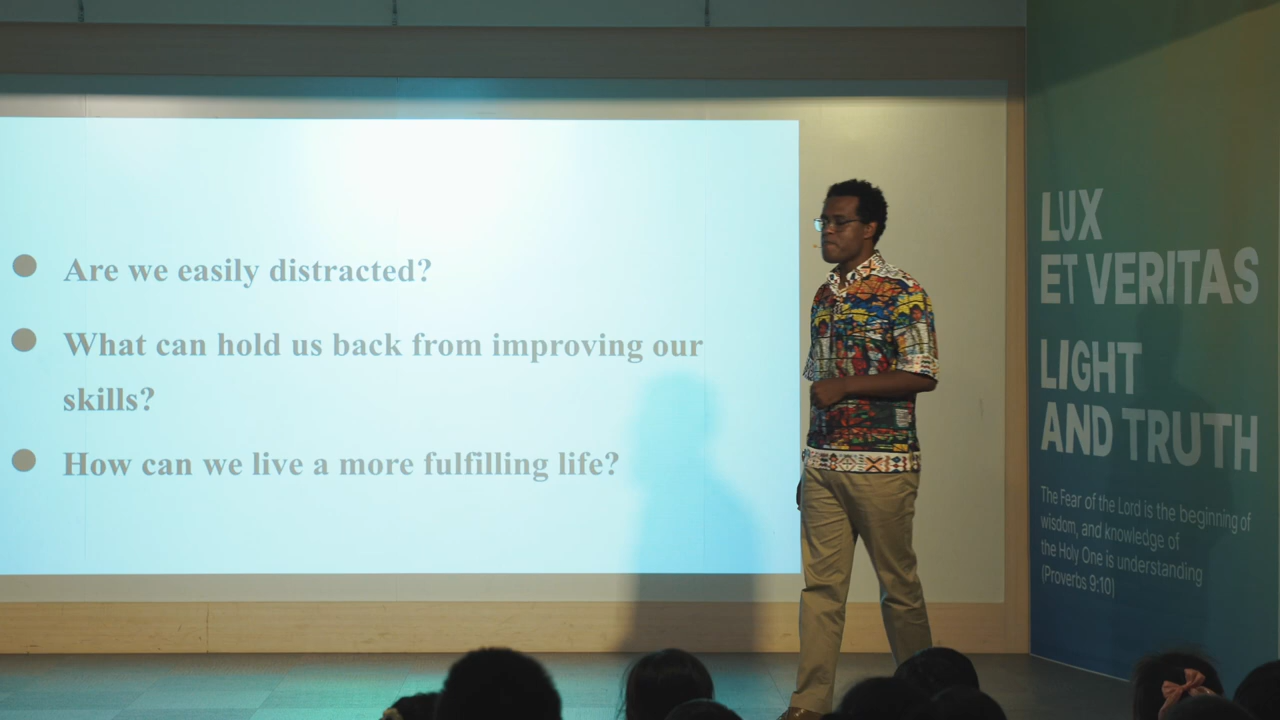 Are we easily distracted?
What can hold us back from improving our
skills?
How can we live a more fulfilling life?
LUX
ET VERITAS
LIGHT
AND TRUTH
The Fear of the Lord is the beginning of
wisdom, and knowledge of
the Holy One is understanding
(Proverbs 9:10)